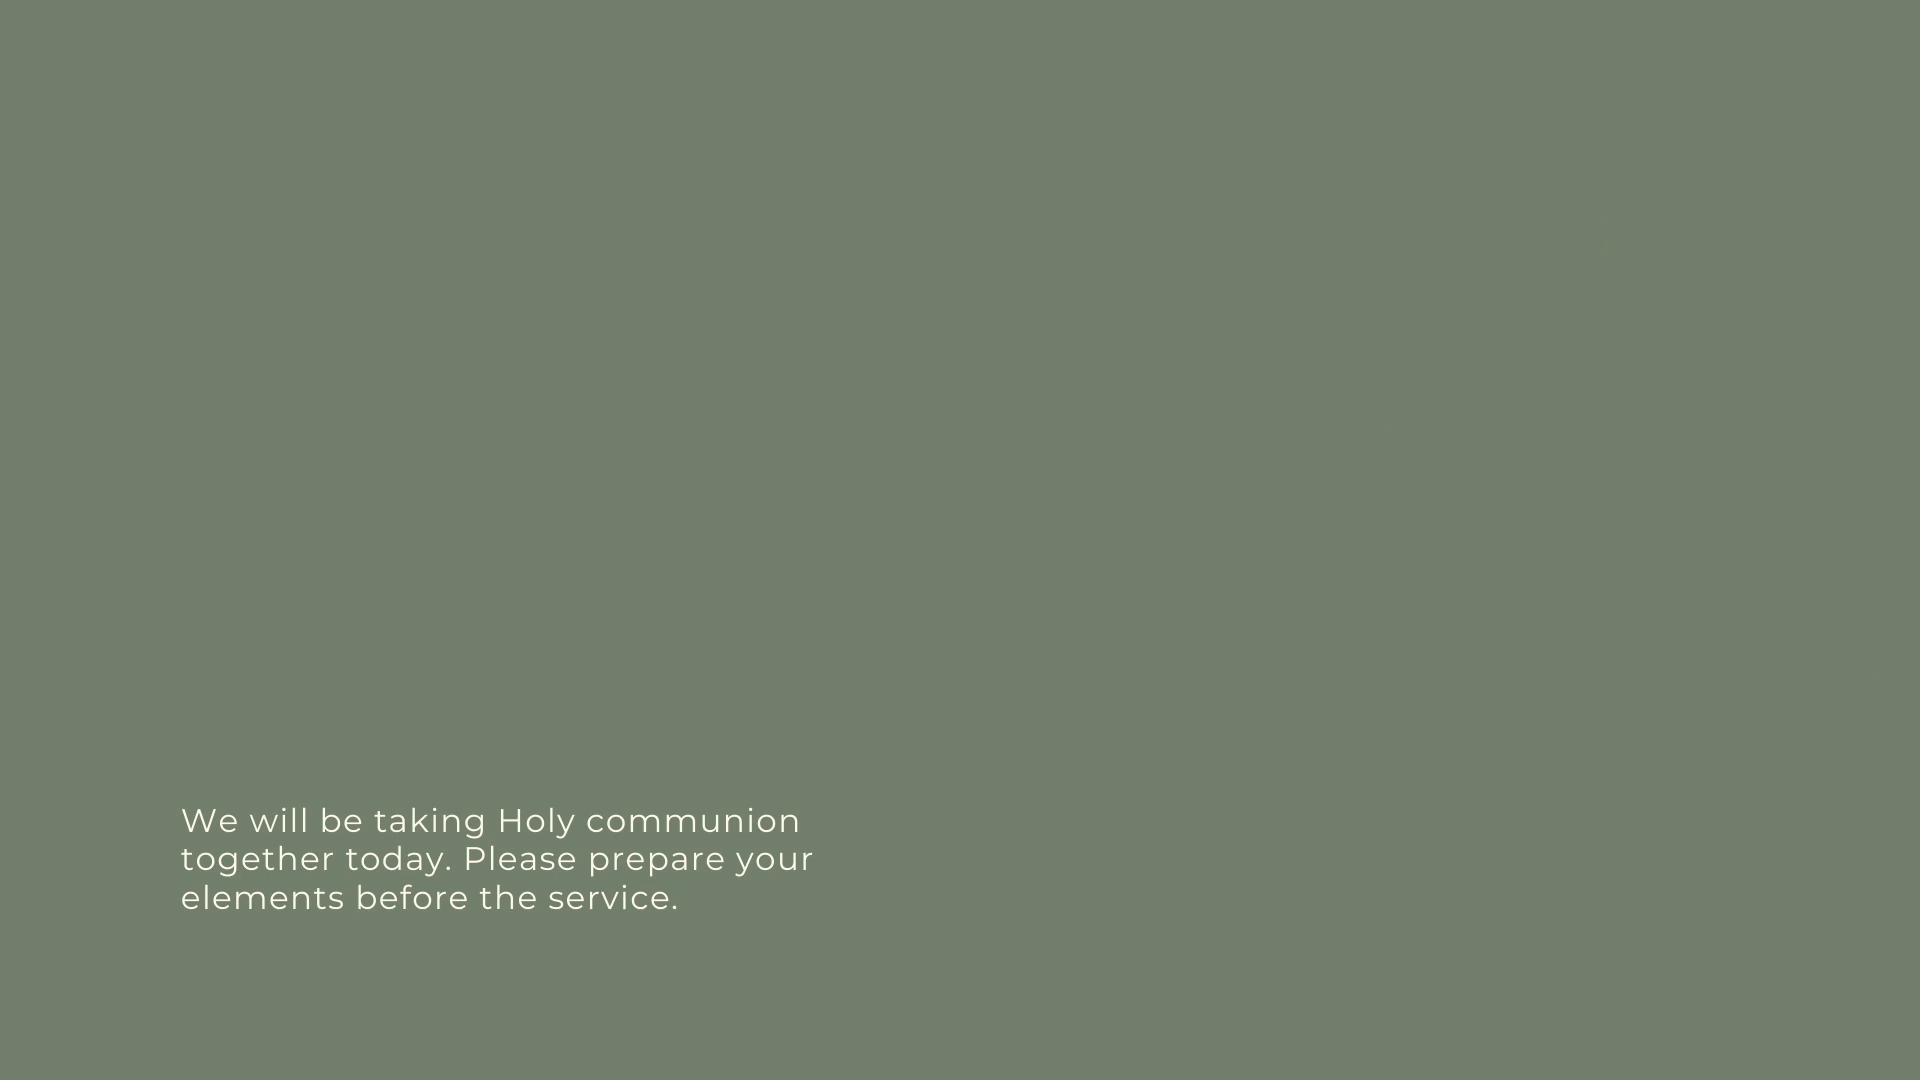 We will be taking Holy communion
together today. Please prepare your
elements before the service.